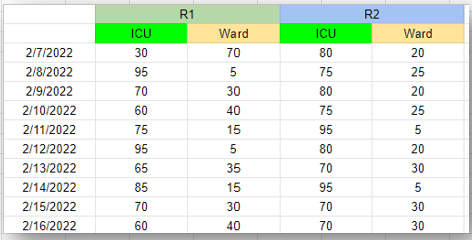 R1 R2
ICU Ward ICU Ward
2/7/2022 30 70 80 20
2/8/2022 95 5 75 25
2/9/2022 70 30 80 20
2/10/2022 60 40 75 25
2/11/2022 75 15 95 5
2/12/2022 95 5 80 20
2/13/2022 65 35 70 30
2/14/2022 85 15 95 5
2/15/2022 70 30 70 30
2/16/2022 60 40 70 30